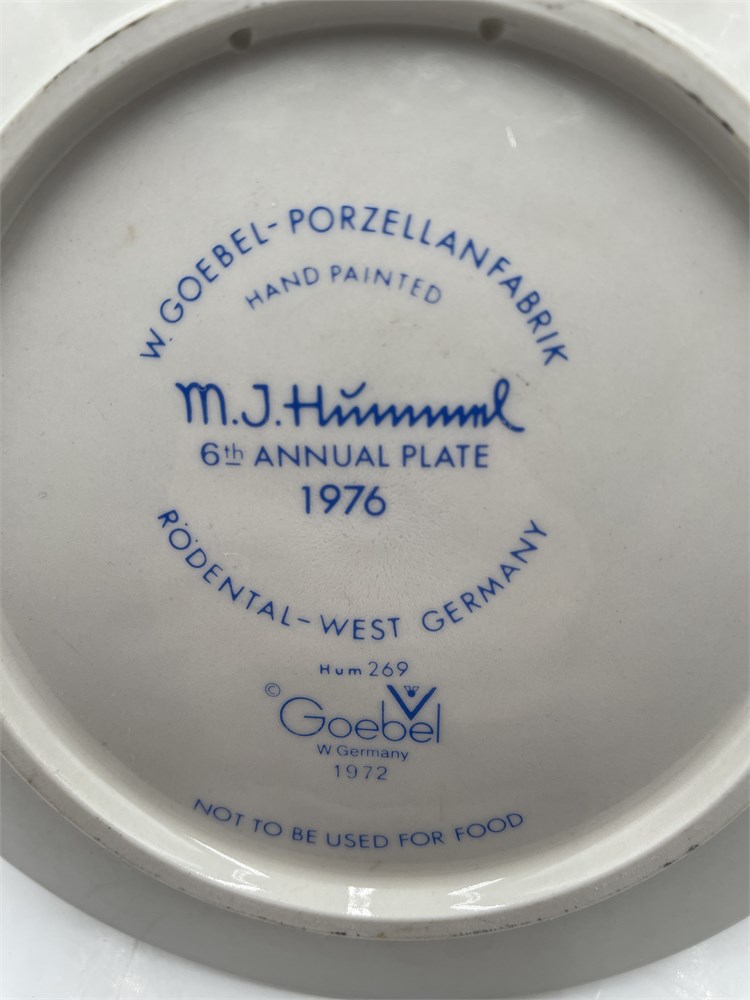 W. GOEBEL-PORZELLANFABRIK
HAND PAINTED
M.J. Hŭmmel
6th ANNUAL PLATE
1976
RÖDENTAL-WEST GERMANY
Hum 269
© Goebel
W Germany
1972
NOT TO BE USED FOR FOOD